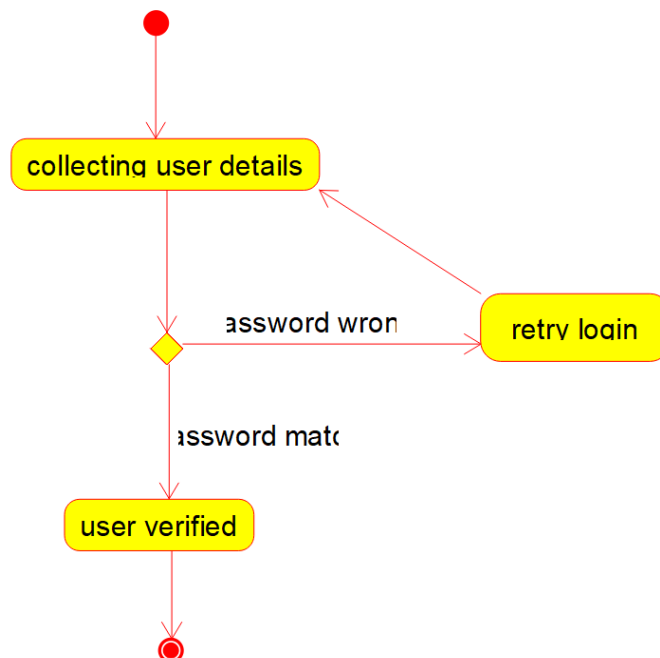 collecting user details
assword wron
retry login
assword matc
user verified